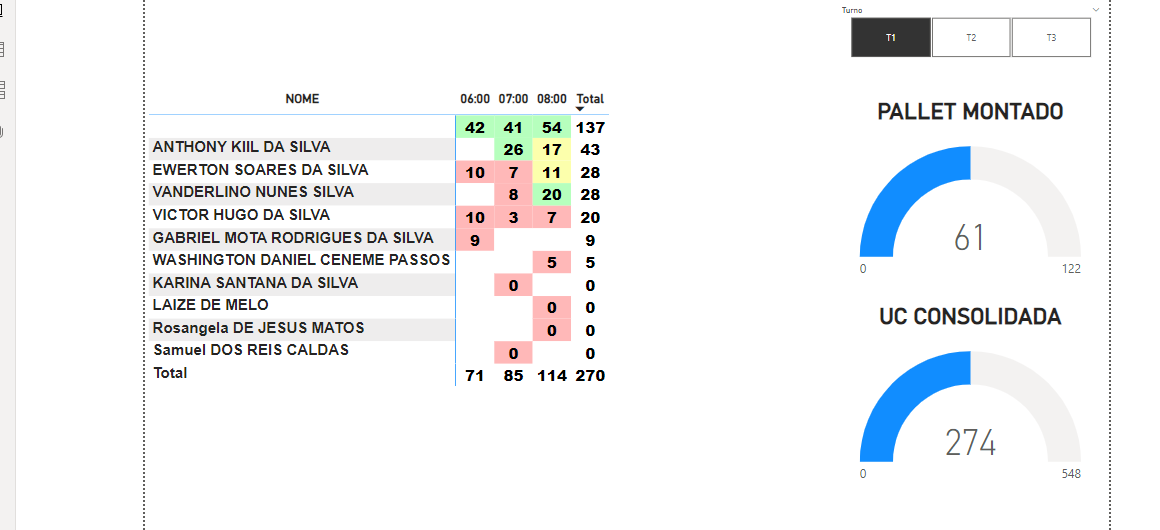 Turno
T1 T2 T3
NOME 06:00 07:00 08:00 Total
42 41 54 137
ANTHONY KIIL DA SILVA 26 17 43
EWERTON SOARES DA SILVA 10 7 11 28
VANDERLINO NUNES SILVA 8 20 28
VICTOR HUGO DA SILVA 10 3 7 20
GABRIEL MOTA RODRIGUES DA SILVA 9 9
WASHINGTON DANIEL CENEME PASSOS 5 5
KARINA SANTANA DA SILVA 0 0
LAIZE DE MELO 0 0
Rosangela DE JESUS MATOS 0 0
Samuel DOS REIS CALDAS 0 0
Total 71 85 114 270
PALLET MONTADO
61
0 122
UC CONSOLIDADA
274
0 548